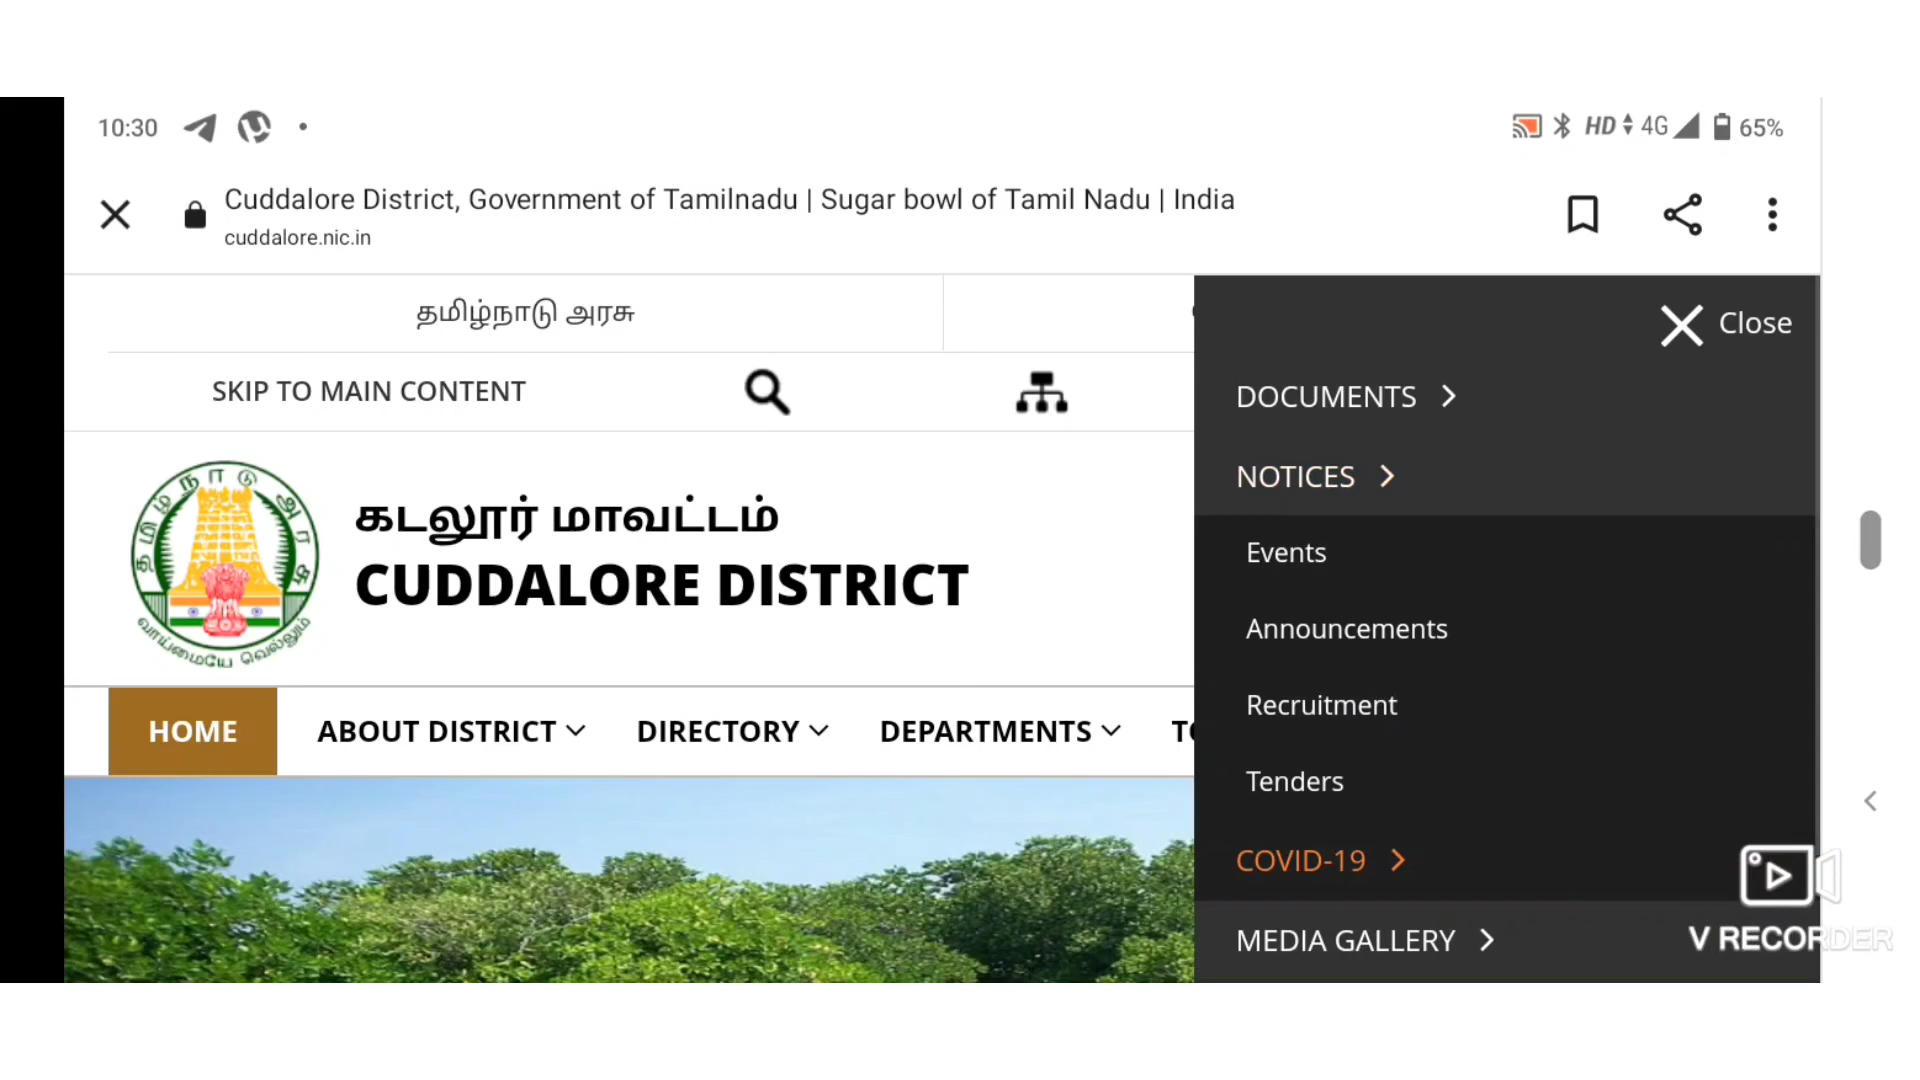 10:30
HD 4G 65%
Cuddalore District, Government of Tamilnadu | Sugar bowl of Tamil Nadu | India
cuddalore.nic.in
தமிழ்நாடு அரசு
Close
SKIP TO MAIN CONTENT
DOCUMENTS
NOTICES
தமிழ்நாடு அரசு
வாய்மையே வெல்லும்
கடலூர் மாவட்டம்
CUDDALORE DISTRICT
Events
Announcements
Recruitment
HOME ABOUT DISTRICT DIRECTORY DEPARTMENTS
Tenders
COVID-19
MEDIA GALLERY
V RECORDER